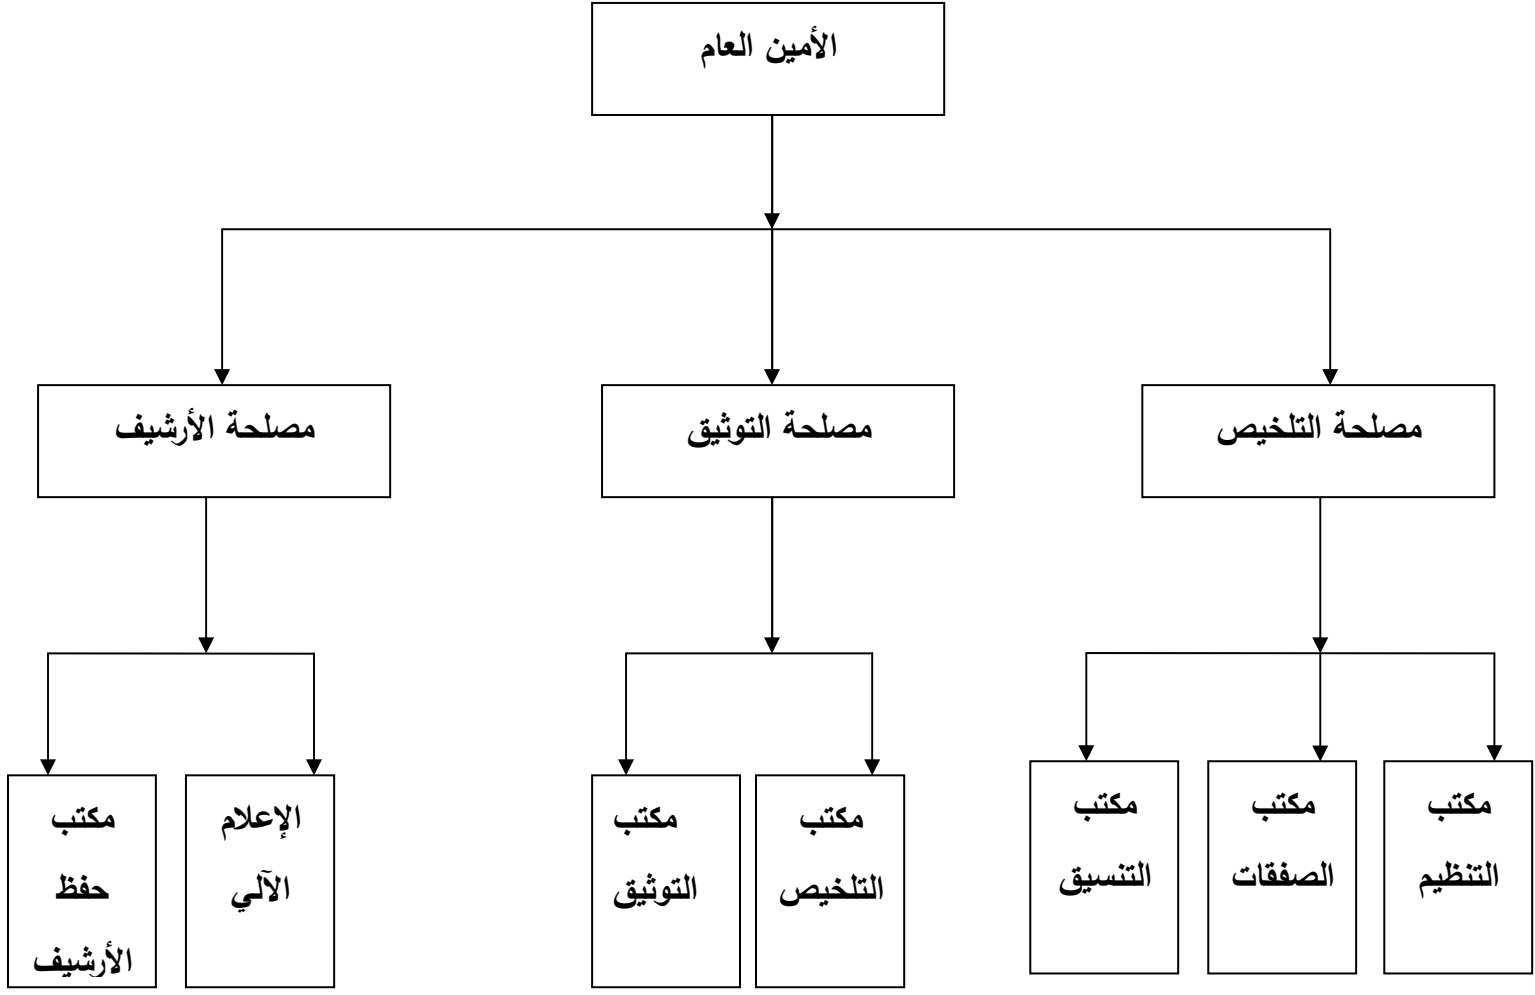 الأمين العام
مصلحة التلخيص
مصلحة التوثيق
مصلحة الأرشيف
مكتب
التنظيم
مكتب
الصفقات
مكتب
التنسيق
مكتب
التلخيص
مكتب
التوثيق
الإعلام
الآلي
مكتب
حفظ
الأرشيف